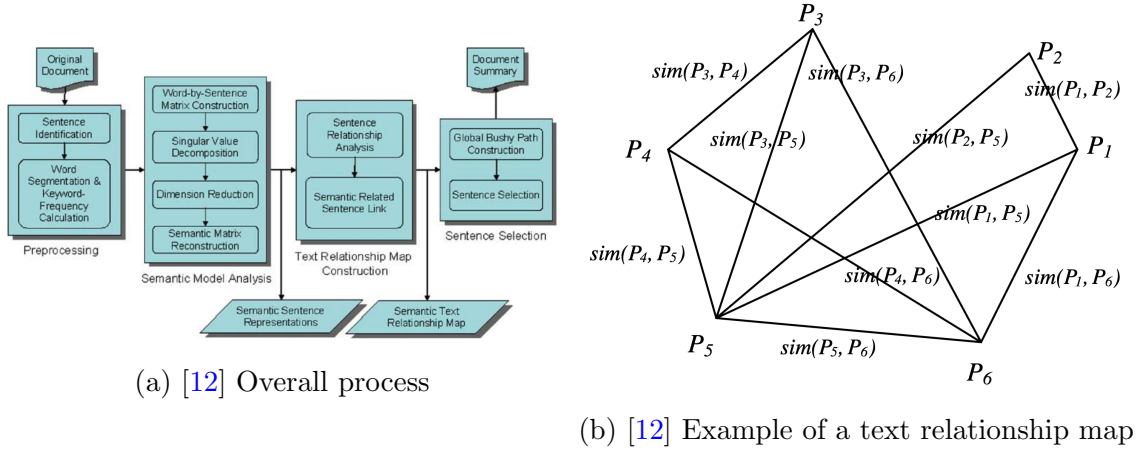 Original
Document
Sentence
Identification
Word
Segmentation &
Keyword-
Frequency
Calculation
Preprocessing
Word-by-Sentence
Matrix Construction
Singular Value
Decomposition
Dimension Reduction
Semantic Matrix
Reconstruction
Semantic Model Analysis
Sentence
Relationship
Analysis
Semantic Related
Sentence Link
Text Relationship Map
Construction
Document
Summary
Global Bushy Path
Construction
Sentence Selection
Sentence Selection
Semantic Sentence
Representations
Semantic Text
Relationship Map
(a) [12] Overall process
P3
P2
sim(P3, P4)
sim(P3, P6)
sim(P1, P2)
P4
sim(P3, P5)
sim(P2, P5)
P1
sim(P1, P5)
sim(P4, P5)
sim(P4, P6)
sim(P1, P6)
P5
sim(P5, P6)
P6
(b) [12] Example of a text relationship map